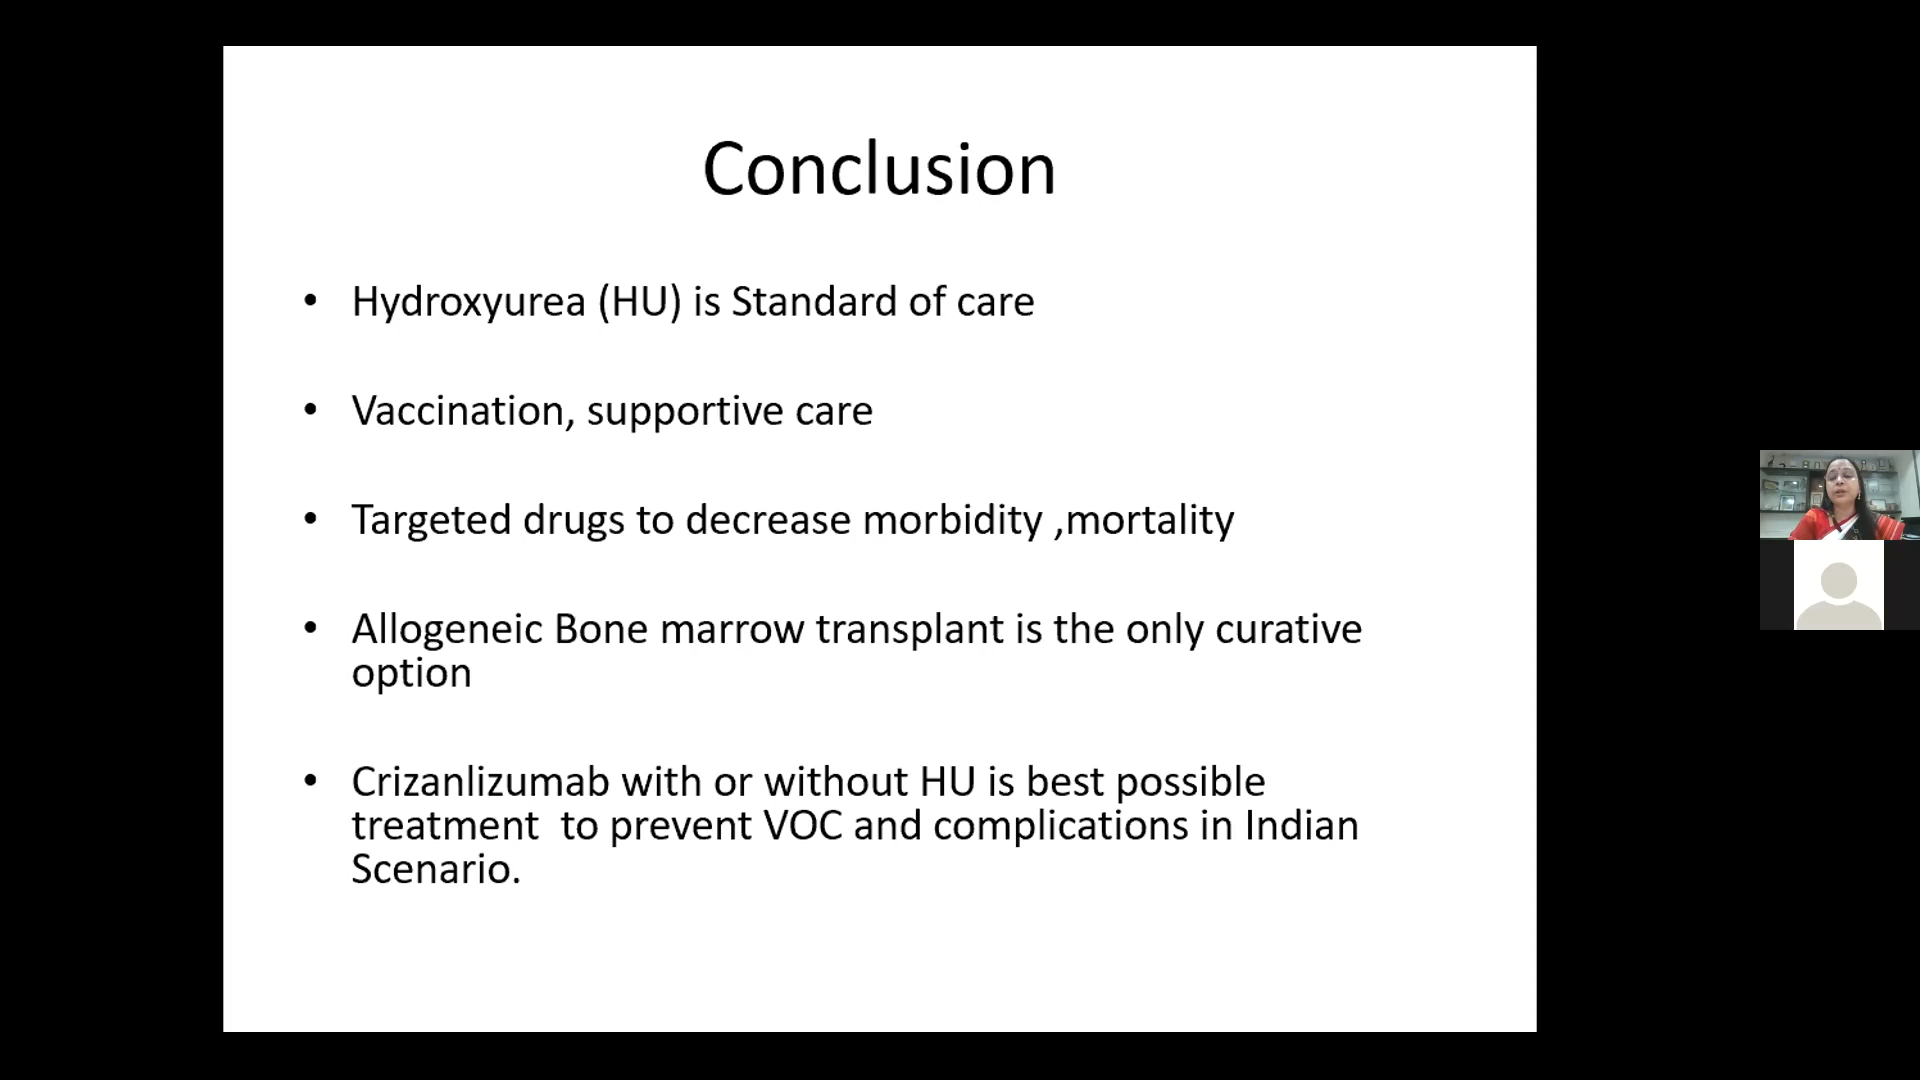 Conclusion
• Hydroxyurea (HU) is Standard of care
• Vaccination, supportive care
• Targeted drugs to decrease morbidity ,mortality
• Allogeneic Bone marrow transplant is the only curative
option
• Crizanlizumab with or without HU is best possible
treatment  to prevent VOC and complications in Indian
Scenario.